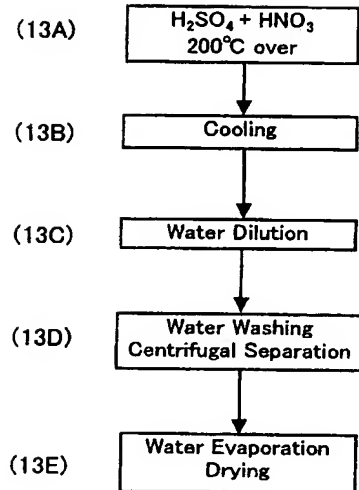 (13A)
H₂SO₄ + HNO₃
200℃ over
(13B)
Cooling
(13C)
Water Dilution
(13D)
Water Washing
Centrifugal Separation
(13E)
Water Evaporation
Drying